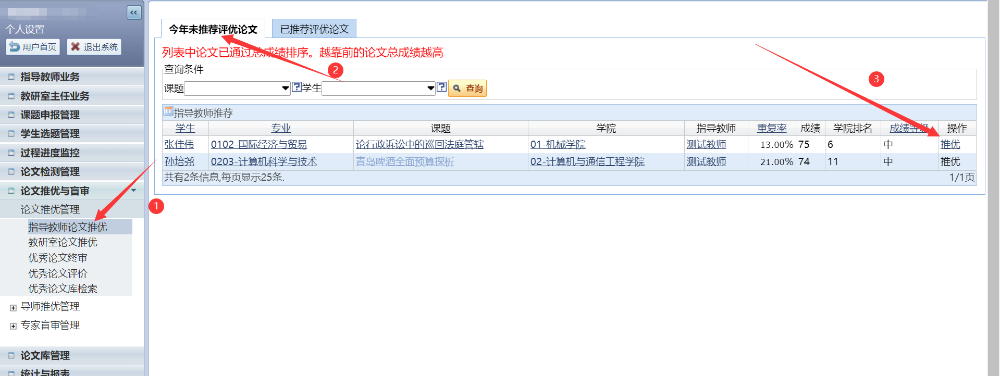 个人设置
用户首页 退出系统
指导教师业务
教研室主任业务
课题申报管理
学生选题管理
过程进度监控
论文检测管理
论文推优与盲审
论文推优管理
指导教师论文推优
教研室论文推优
优秀论文终审
优秀论文评价
优秀论文库检索
导师推优管理
专家盲审管理
论文库管理
统计与报表
1
今年未推荐评优论文 已推荐评优论文
列表中论文已通过总成绩排序。越靠前的论文总成绩越高
2
3
查询条件
课题 ? 学生 ? 查询
指导教师推荐
学生 专业 课题 学院 指导教师 重复率 成绩 学院排名 成绩等级 操作
张佳伟 0102-国际经济与贸易 论行政诉讼中的巡回法庭管辖 01-机械学院 测试教师 13.00% 75 6 中 推优
孙培尧 0203-计算机科学与技术 青岛啤酒全面预算探析 02-计算机与通信工程学院 测试教师 21.00% 74 11 中 推优
共有2条信息,每页显示25条. 1/1页